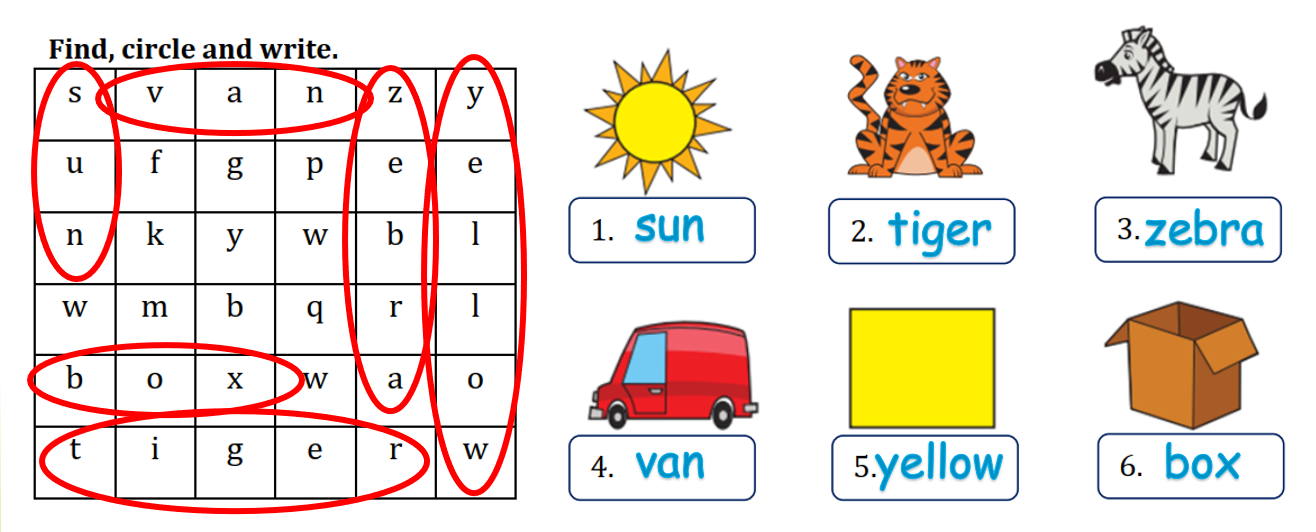 Find, circle and write.
s v a n z y
u f g p e e
n k y w b l
w m b q r l
b o x w a o
t i g e r w
1. sun
2. tiger
3. zebra
4. van
5. yellow
6. box